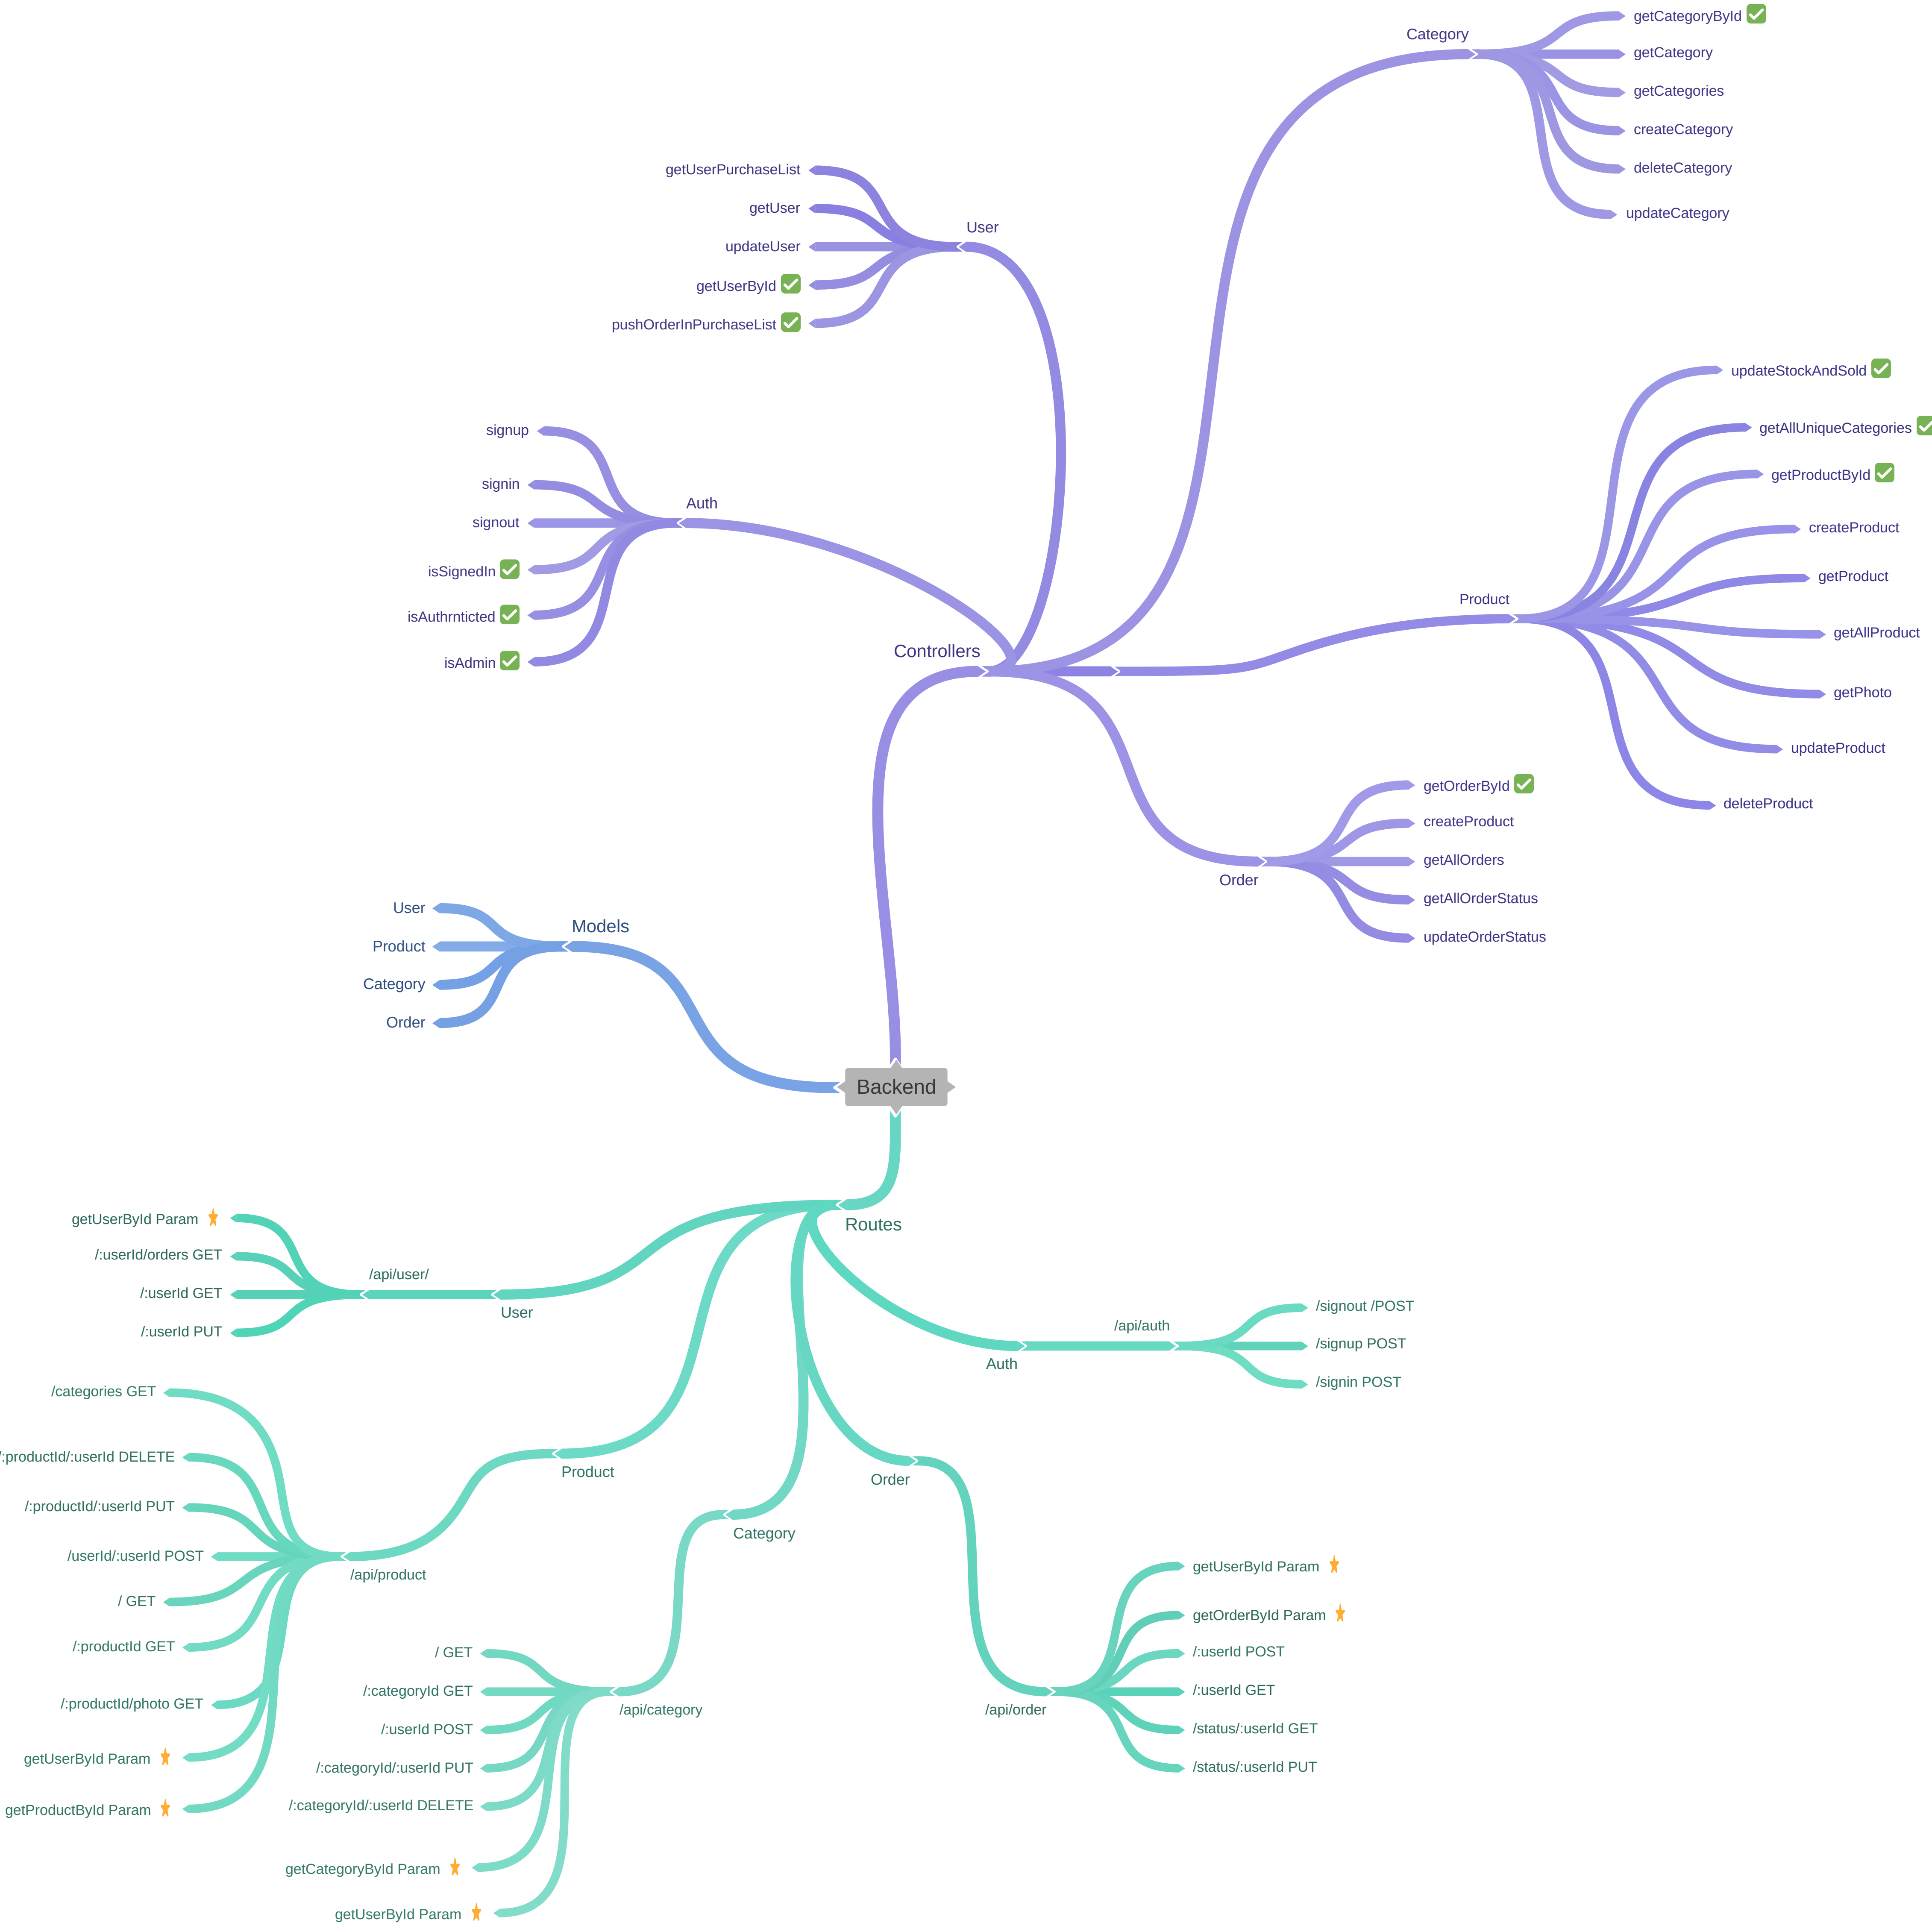 Category
getCategoryById
getCategory
getCategories
createCategory
deleteCategory
updateCategory
User
getUserPurchaseList
getUser
updateUser
getUserById
pushOrderInPurchaseList
Auth
signup
signin
signout
isSignedIn
isAuthrnticted
isAdmin
Controllers
Product
updateStockAndSold
getAllUniqueCategories
getProductById
createProduct
getProduct
getAllProduct
getPhoto
updateProduct
deleteProduct
Order
getOrderById
createProduct
getAllOrders
getAllOrderStatus
updateOrderStatus
Models
User
Product
Category
Order
Backend
Routes
User
/api/user/
getUserById Param
/:userId/orders GET
/:userId GET
/:userId PUT
Auth
/api/auth
/signout /POST
/signup POST
/signin POST
Product
/api/product
/categories GET
/:productId/:userId DELETE
/:productId/:userId PUT
/userId/:userId POST
/ GET
/:productId GET
/:productId/photo GET
getUserById Param
getProductById Param
Category
/api/category
/ GET
/:categoryId GET
/:userId POST
/:categoryId/:userId PUT
/:categoryId/:userId DELETE
getCategoryById Param
getUserById Param
Order
/api/order
getUserById Param
getOrderById Param
/:userId POST
/:userId GET
/status/:userId GET
/status/:userId PUT